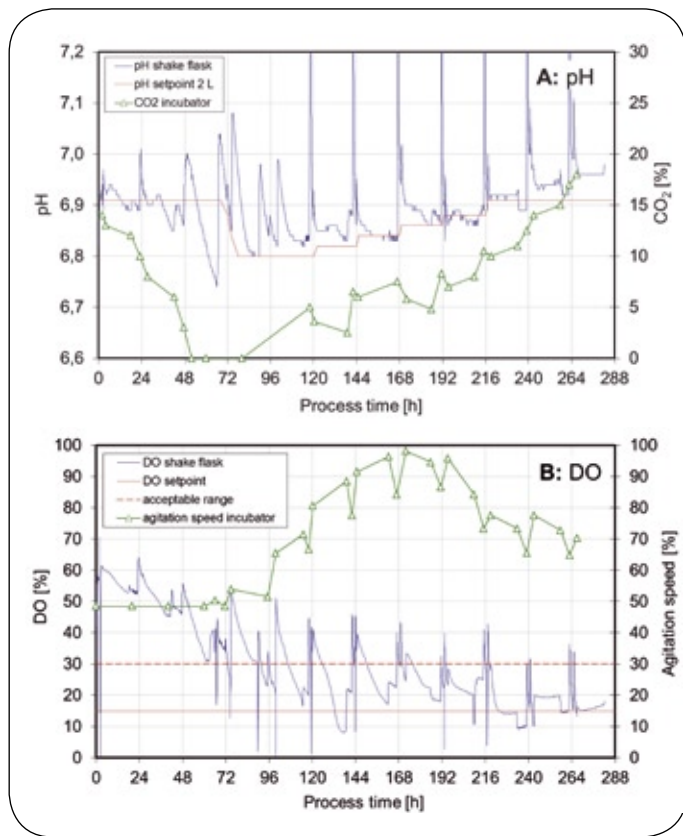 A: pH
pH shake flask
pH setpoint 2 L
CO2 incubator
7,2
7,1
7,0
6,9
6,8
6,7
6,6
pH
30
25
20
15
10
5
0
CO₂ [%]
0 24 48 72 96 120 144 168 192 216 240 264 288
Process time [h]
B: DO
DO shake flask
DO setpoint
acceptable range
agitation speed incubator
100
90
80
70
60
50
40
30
20
10
0
DO [%]
100
90
80
70
60
50
40
30
20
10
0
Agitation speed [%]
0 24 48 72 96 120 144 168 192 216 240 264 288
Process time [h]